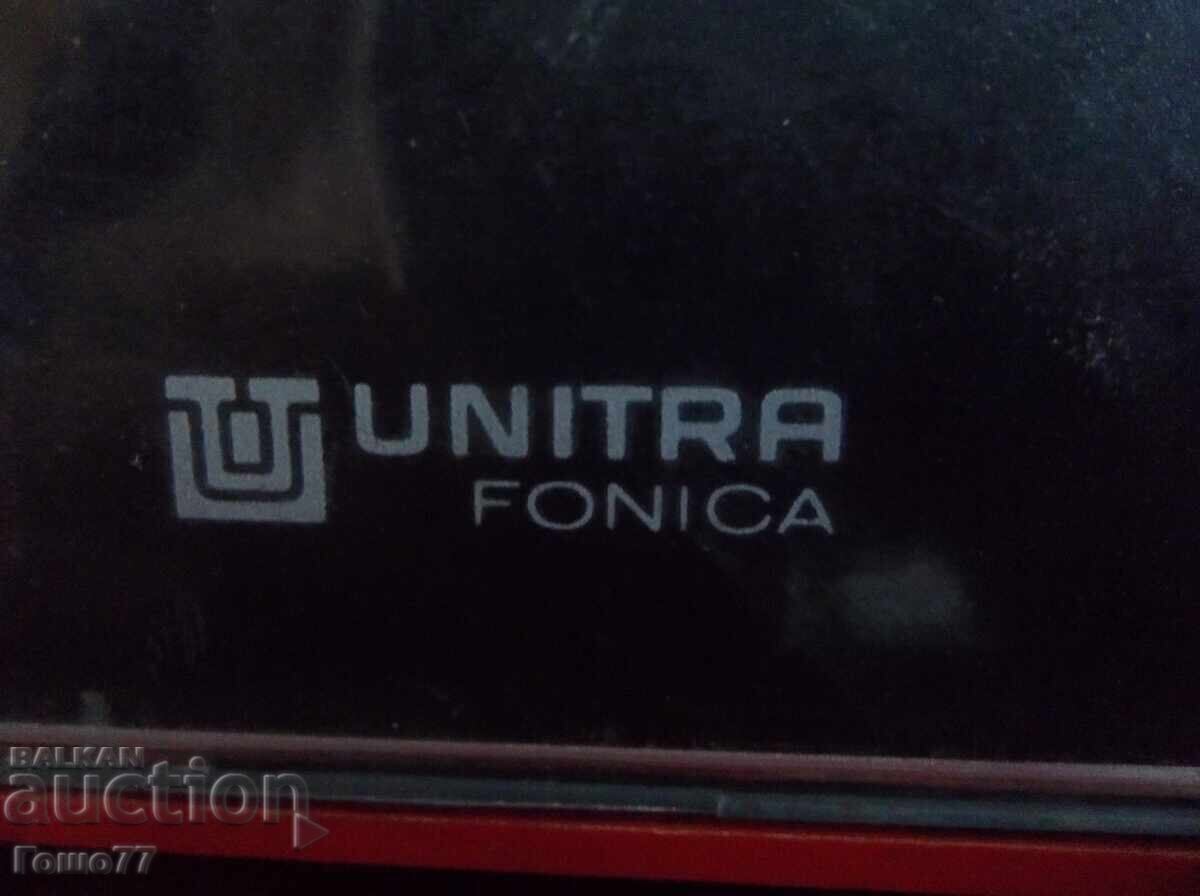 UNITRA
FONICA
BALKAN
auction
Гошо77